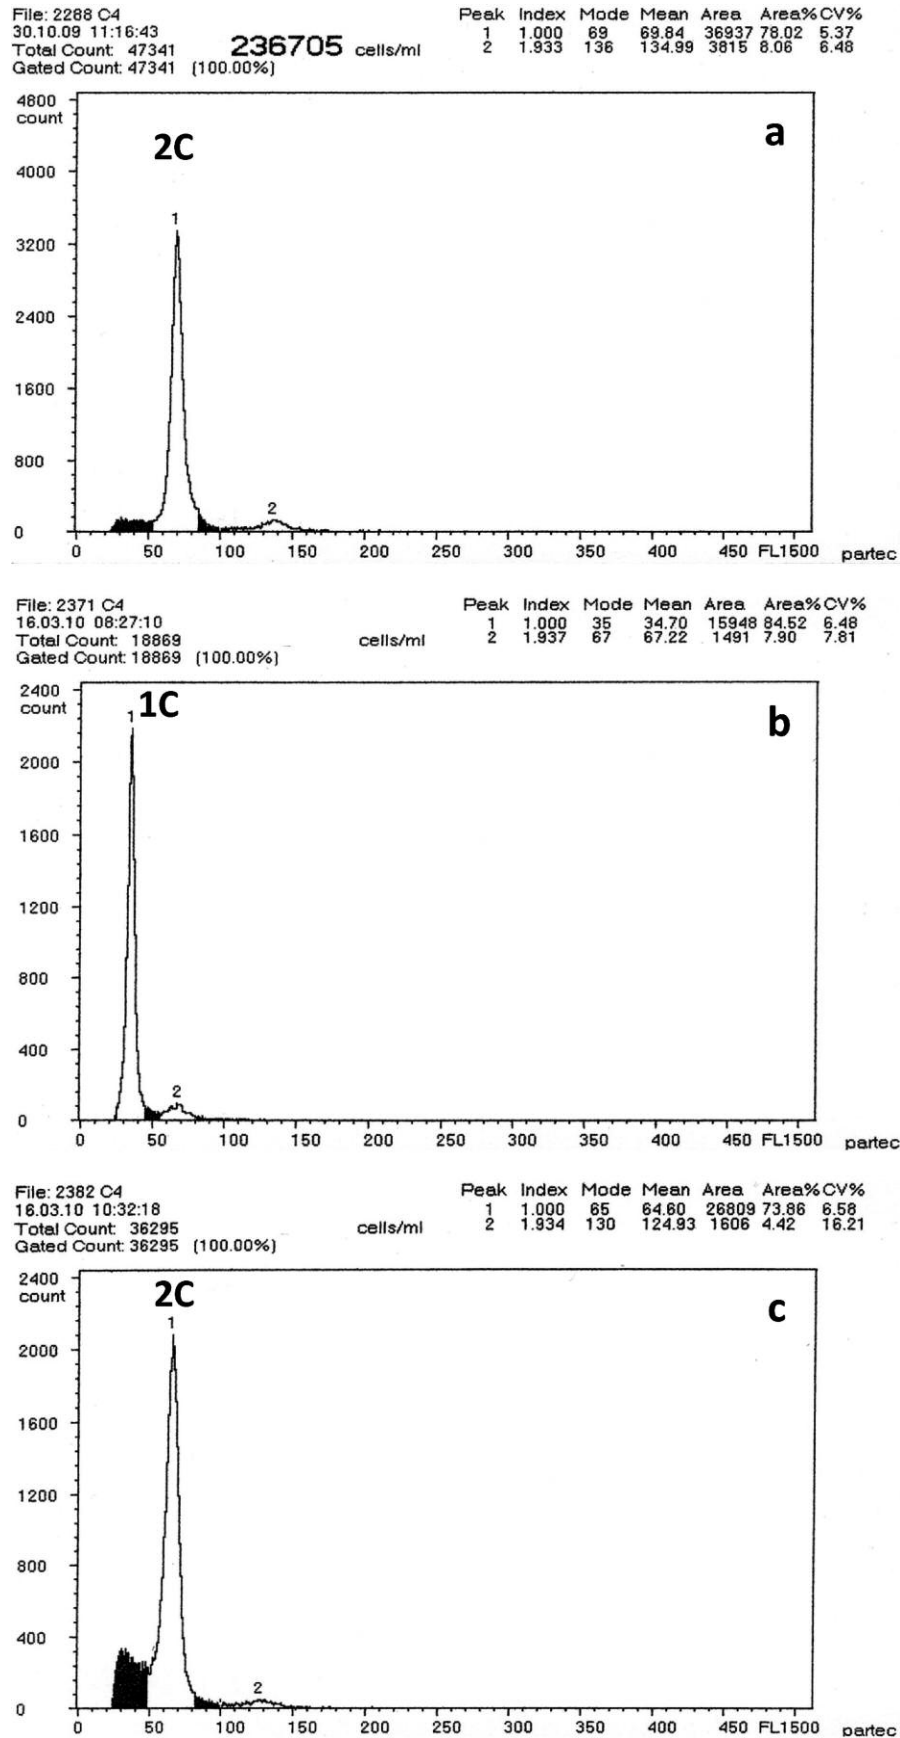 File: 2288 C4
30.10.09 11:16:43
Total Count: 47341 236705 cells/ml
Gated Count: 47341 (100.00%)
Peak Index Mode Mean Area Area% CV%
1 1.000 69 69.84 36937 78.02 5.37
2 1.933 136 134.99 3815 8.06 6.48
4800
count
4000
3200
2400
1600
800
0
2C
a
1
2
0 50 100 150 200 250 300 350 400 450 FL1500
partec
File: 2371 C4
16.03.10 08:27:10
Total Count: 18869 cells/ml
Gated Count: 18869 (100.00%)
Peak Index Mode Mean Area Area% CV%
1 1.000 35 34.70 15948 84.52 6.48
2 1.937 67 67.22 1491 7.90 7.81
2400
count
2000
1600
1200
800
400
0
1C
b
1
2
0 50 100 150 200 250 300 350 400 450 FL1500
partec
File: 2382 C4
16.03.10 10:32:18
Total Count: 36295 cells/ml
Gated Count: 36295 (100.00%)
Peak Index Mode Mean Area Area% CV%
1 1.000 65 64.60 26809 73.86 6.58
2 1.934 130 124.93 1606 4.42 16.21
2400
count
2000
1600
1200
800
400
0
2C
c
1
2
0 50 100 150 200 250 300 350 400 450 FL1500
partec